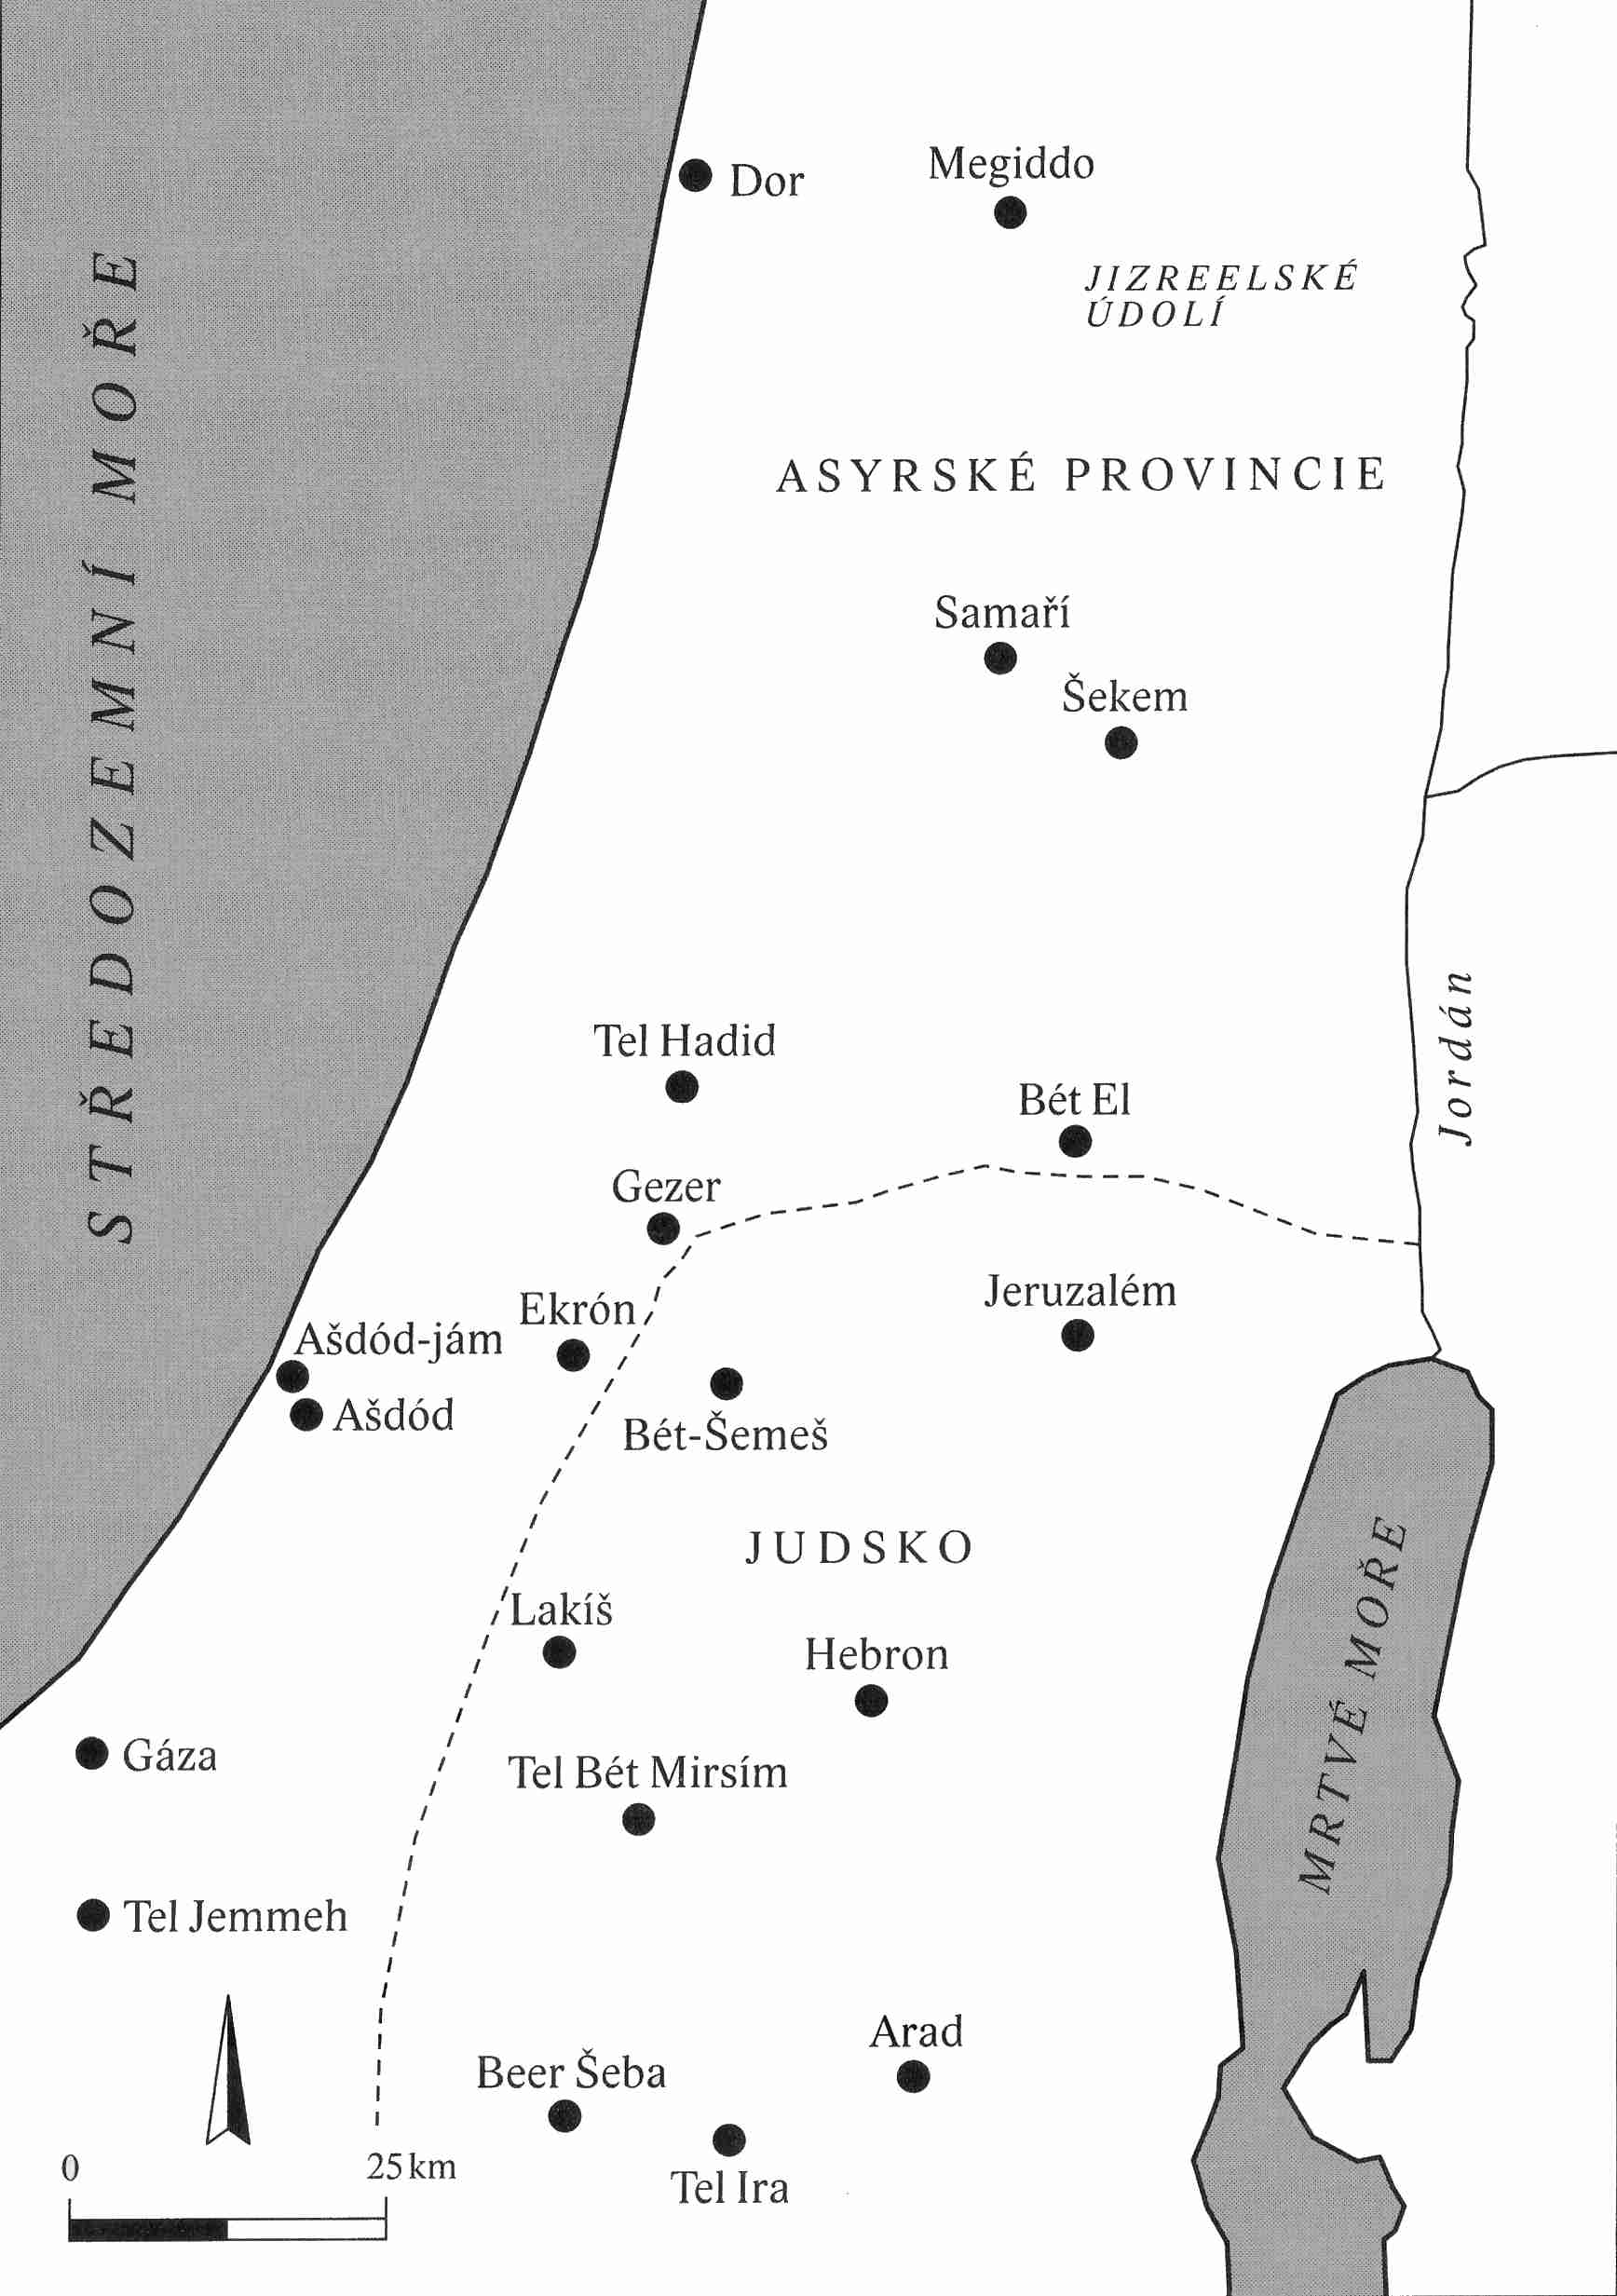 Dor
Megiddo
JIZREELSKÉ
ÚDOLÍ
STŘEDOZEMNÍ MOŘE
ASYRSKÉ PROVINCIE
Samaří
Šekem
Jordán
Tel Hadid
Bét El
Gezer
Jeruzalém
Ekrón
Ašdód-jám
Ašdód
Bét-Šemeš
JUDSKO
Lakíš
Hebron
MRTVÉ MOŘE
Gáza
Tel Bét Mirsím
Tel Jemmeh
Arad
Beer Šeba
Tel Ira
0 25 km